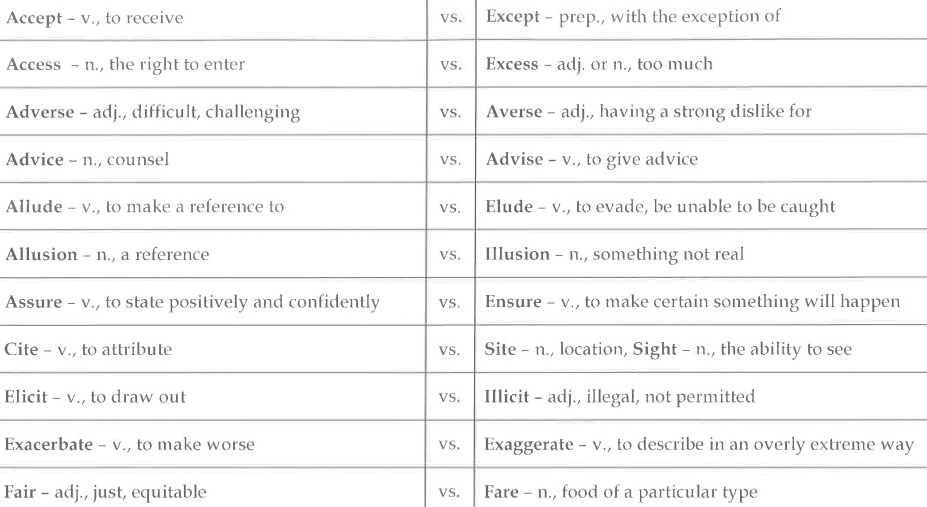 Accept – v., to receive vs. Except – prep., with the exception of
Access – n., the right to enter vs. Excess – adj. or n., too much
Adverse – adj., difficult, challenging vs. Averse – adj., having a strong dislike for
Advice – n., counsel vs. Advise – v., to give advice
Allude – v., to make a reference to vs. Elude – v., to evade, be unable to be caught
Allusion – n., a reference vs. Illusion – n., something not real
Assure – v., to state positively and confidently vs. Ensure – v., to make certain something will happen
Cite – v., to attribute vs. Site – n., location, Sight – n., the ability to see
Elicit – v., to draw out vs. Illicit – adj., illegal, not permitted
Exacerbate – v., to make worse vs. Exaggerate – v., to describe in an overly extreme way
Fair – adj., just, equitable vs. Fare – n., food of a particular type